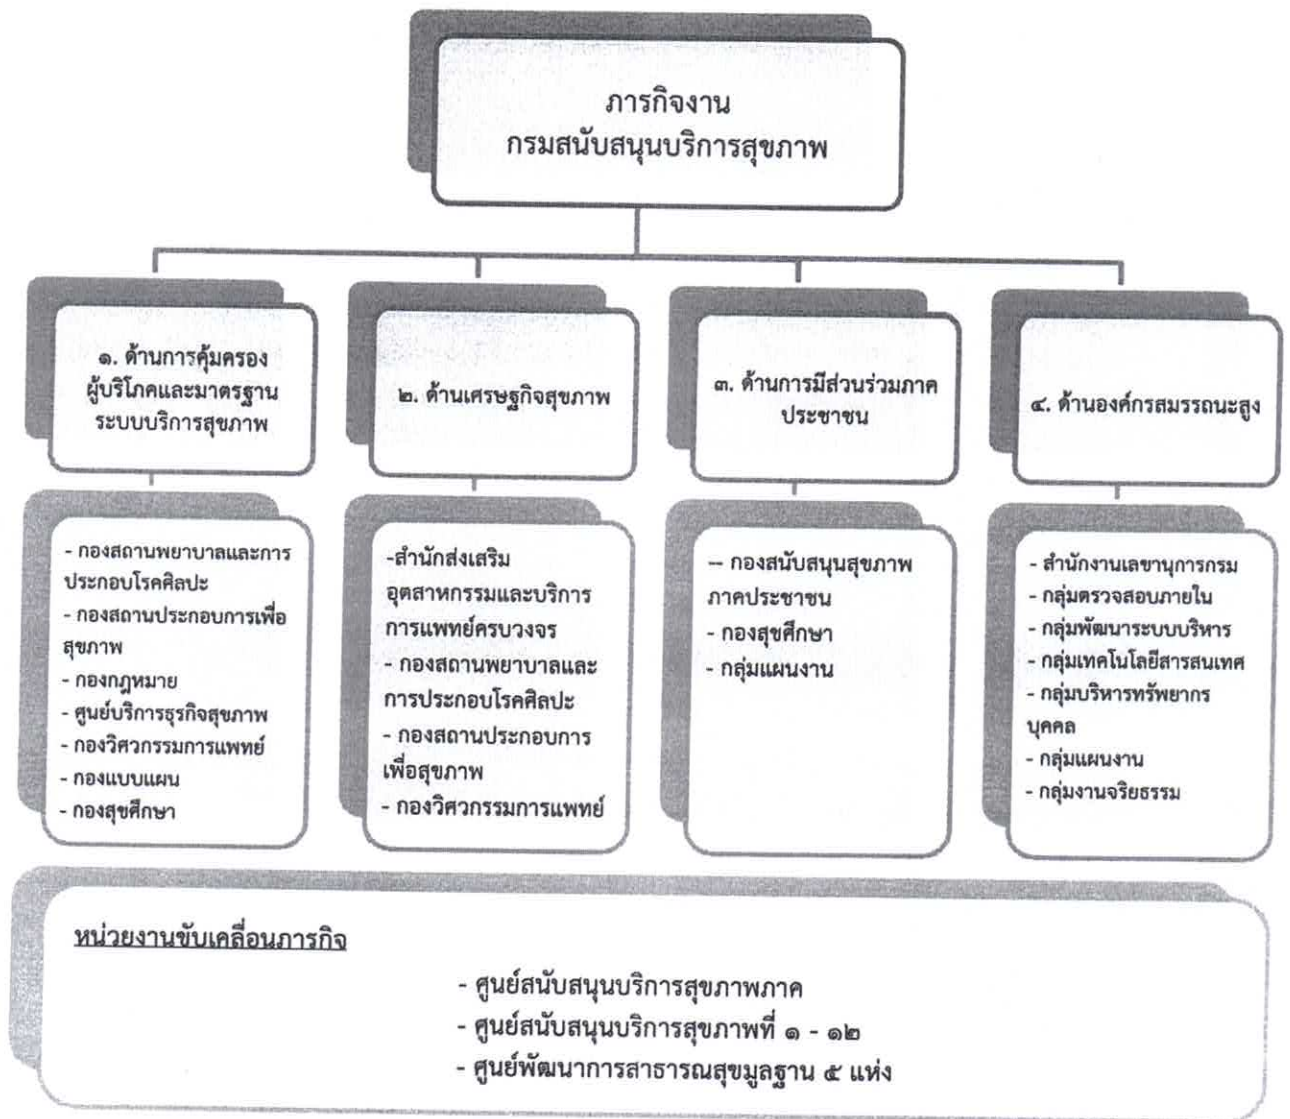 ภารกิจงาน
กรมสนับสนุนบริการสุขภาพ
๑. ด้านการคุ้มครอง
ผู้บริโภคและมาตรฐาน
ระบบบริการสุขภาพ
๒. ด้านเศรษฐกิจสุขภาพ
๓. ด้านการมีส่วนร่วมภาค
ประชาชน
๔. ด้านองค์กรสมรรถนะสูง
- กองสถานพยาบาลและการ
ประกอบโรคศิลปะ
- กองสถานประกอบการเพื่อ
สุขภาพ
- กองกฎหมาย
- ศูนย์บริการธุรกิจสุขภาพ
- กองวิศวกรรมการแพทย์
- กองแบบแผน
- กองสุขศึกษา
-สำนักส่งเสริม
อุตสาหกรรมและบริการ
การแพทย์ครบวงจร
- กองสถานพยาบาลและ
การประกอบโรคศิลปะ
- กองสถานประกอบการ
เพื่อสุขภาพ
- กองวิศวกรรมการแพทย์
-- กองสนับสนุนสุขภาพ
ภาคประชาชน
- กองสุขศึกษา
- กลุ่มแผนงาน
- สำนักงานเลขานุการกรม
- กลุ่มตรวจสอบภายใน
- กลุ่มพัฒนาระบบบริหาร
- กลุ่มเทคโนโลยีสารสนเทศ
- กลุ่มบริหารทรัพยากร
บุคคล
- กลุ่มแผนงาน
- กลุ่มงานจริยธรรม
หน่วยงานขับเคลื่อนภารกิจ
- ศูนย์สนับสนุนบริการสุขภาพภาค
- ศูนย์สนับสนุนบริการสุขภาพที่ ๑ - ๑๒
- ศูนย์พัฒนาการสาธารณสุขมูลฐาน ๕ แห่ง